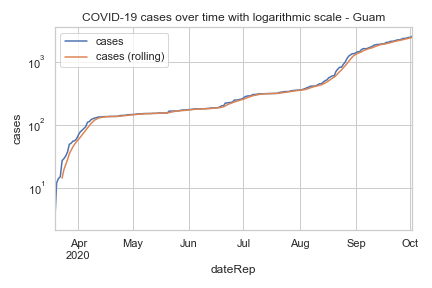 COVID-19 cases over time with logarithmic scale - Guam
cases
cases (rolling)
10³
10²
10¹
cases
Apr May Jun Jul Aug Sep Oct
2020
dateRep